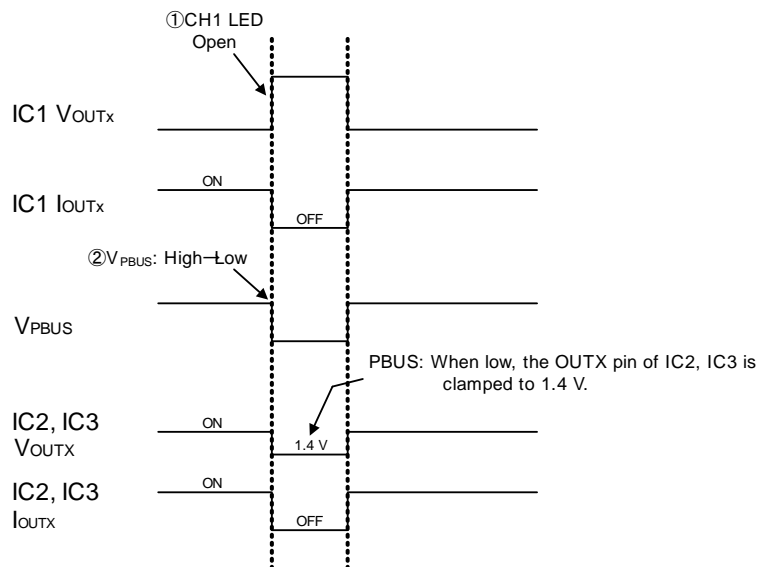 ①CH1 LED
Open
IC1 VOUTx
ON
IC1 IOUTx
OFF
②VPBUS: High→Low
VPBUS
PBUS: When low, the OUTX pin of IC2, IC3 is
clamped to 1.4 V.
IC2, IC3
VOUTX
ON
1.4 V
IC2, IC3
IOUTX
ON
OFF